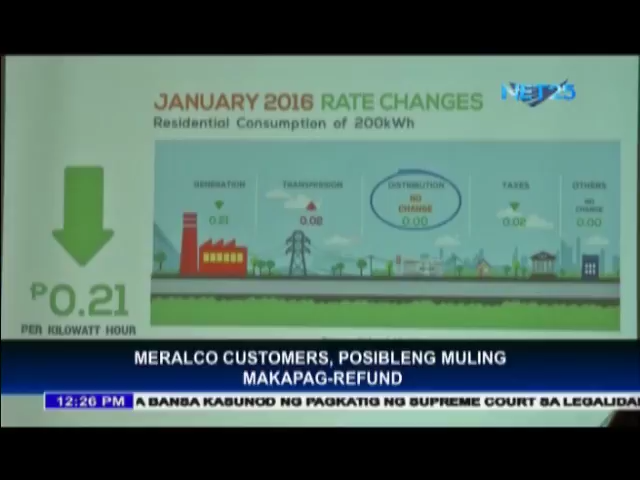 NET25
JANUARY 2016 RATE CHANGES
Residential Consumption of 200kWh
GENERATION
0.21
TRANSMISSION
0.02
DISTRIBUTION
NO
CHANGE
0.00
TAXES
0.02
OTHERS
NO
CHANGE
0.00
₱0.21
PER KILOWATT HOUR
MERALCO CUSTOMERS, POSIBLENG MULING
MAKAPAG-REFUND
12:26 PM
A BANSA KASUNOD NG PAGKATIG NG SUPREME COURT SA LEGALIDA